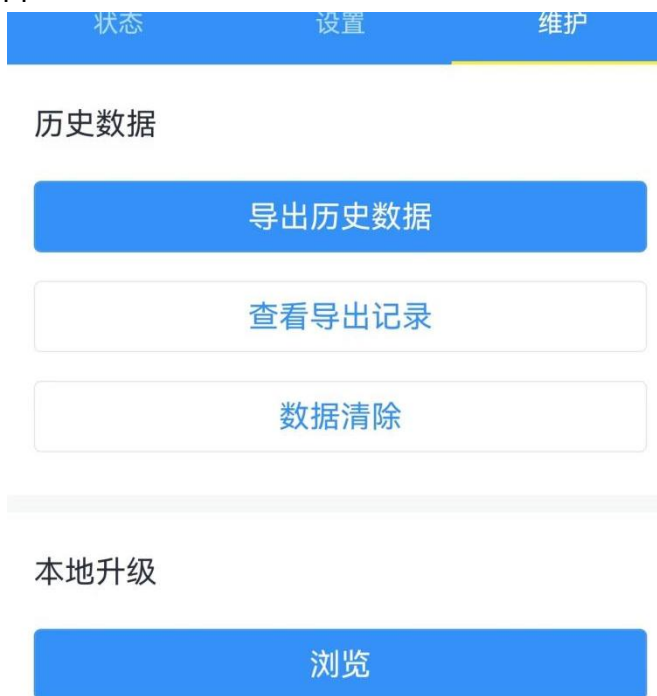 状态 设置 维护
历史数据
导出历史数据
查看导出记录
数据清除
本地升级
浏览